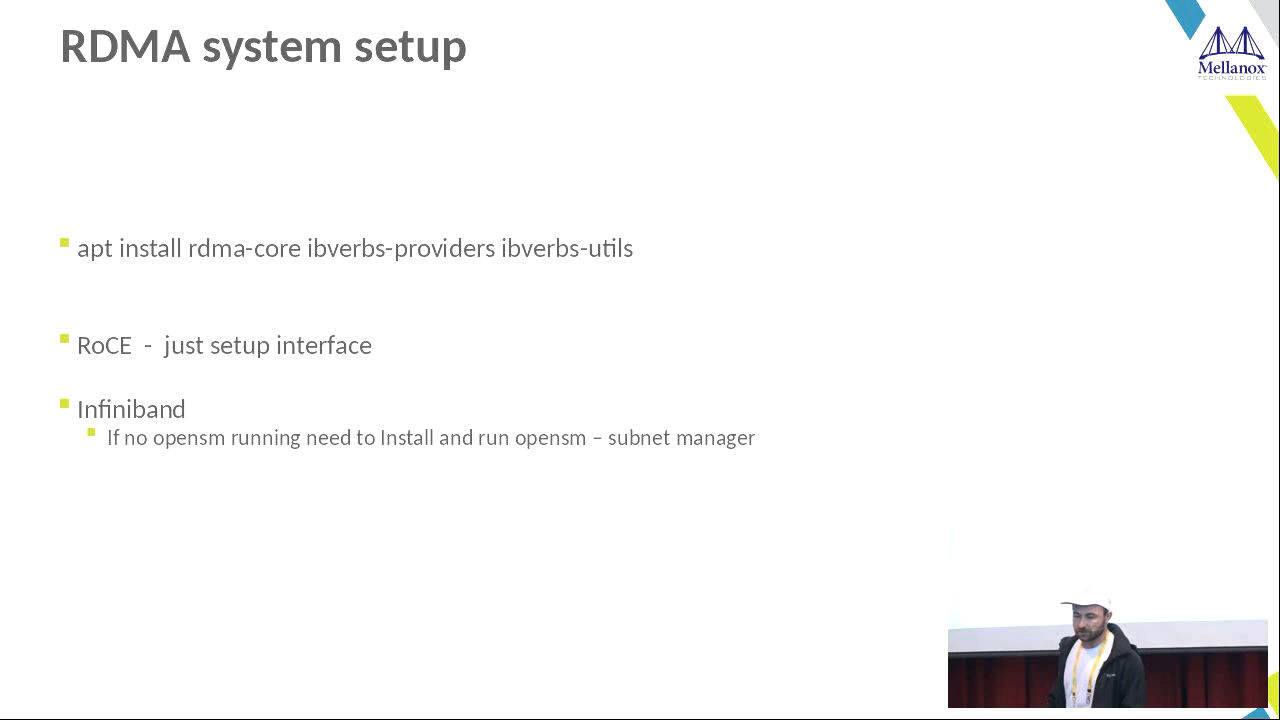 RDMA system setup
Mellanox
TECHNOLOGIES
apt install rdma-core ibverbs-providers ibverbs-utils
RoCE - just setup interface
Infiniband
If no opensm running need to Install and run opensm – subnet manager